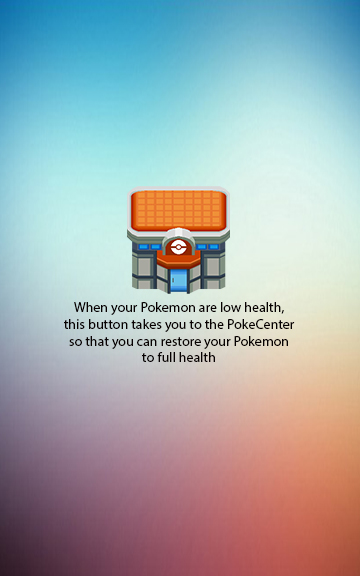 When your Pokemon are low health,
this button takes you to the PokeCenter
so that you can restore your Pokemon
to full health